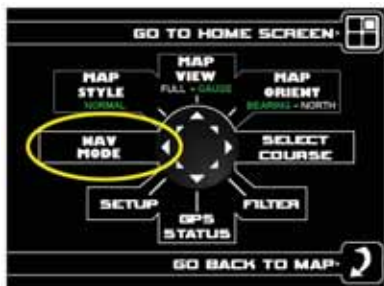 GO TO HOME SCREEN
MAP
VIEW
FULL - GAUGE
MAP
STYLE
NORMAL
MAP
ORIENT
BEARING - NORTH
NAV
MODE
SELECT
COURSE
SETUP
GPS
STATUS
FILTER
GO BACK TO MAP